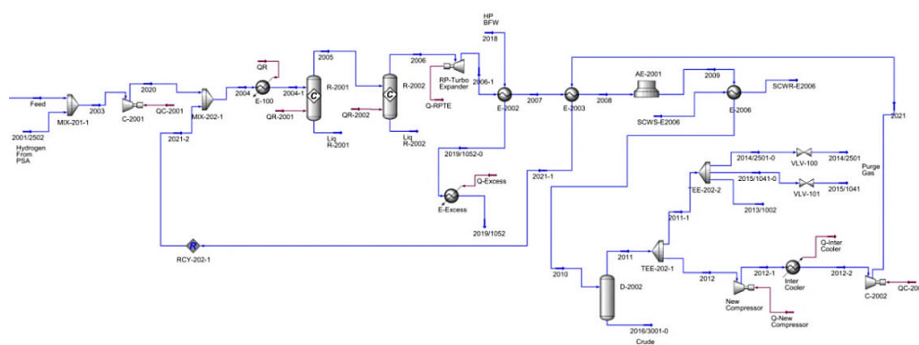 HP
BFW
2018
QR
2005
2006
R-2001
R-2002
RP-Turbo
Expander
2006-1
Q-RPTE
Feed
2003
2020
C-2001
QC-2001
MIX-201-1
2001/2502
Hydrogen
From
PSA
MIX-202-1
2004
E-100
2004-1
QR-2001
QR-2002
Liq
R-2001
Liq
R-2002
2021-2
E-2002
2007
E-2003
2008
AE-2001
2009
SCWR-E2006
E-2006
SCWS-E2006
2021
2019/1052-0
Q-Excess
E-Excess
2019/1052
2021-1
RCY-202-1
2014/2501-0
VLV-100
2014/2501
Purge
Gas
2015/1041-0
VLV-101
2015/1041
TEE-202-2
2013/1002
2011-1
2010
2011
TEE-202-1
2012
D-2002
2016/3001-0
Crude
Q-Inter
Cooler
2012-1
Inter
Cooler
2012-2
New
Compressor
Q-New
Compressor
C-2002
QC-200